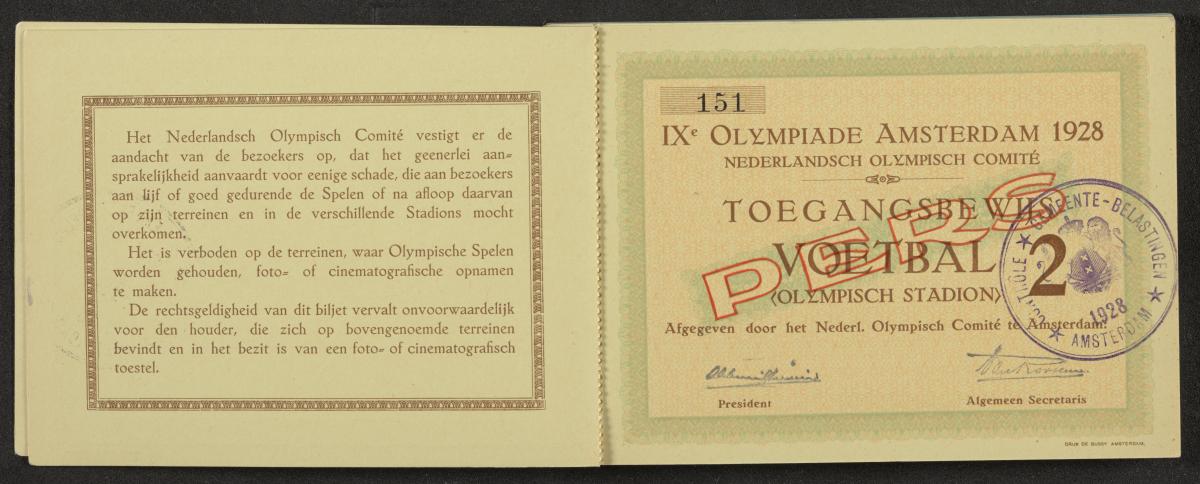 Het Nederlandsch Olympisch Comité vestigt er de
aandacht van de bezoekers op, dat het geenerlei aan=
sprakelijkheid aanvaardt voor eenige schade, die aan bezoekers
aan lijf of goed gedurende de Spelen of na afloop daarvan
op zijn terreinen en in de verschillende Stadions mocht
overkomen.
Het is verboden op de terreinen, waar Olympische Spelen
worden gehouden, foto= of cinematografische opnamen
te maken.
De rechtsgeldigheid van dit biljet vervalt onvoorwaardelijk
voor den houder, die zich op bovengenoemde terreinen
bevindt en in het bezit is van een foto= of cinematografisch
toestel.
151
IXe OLYMPIADE AMSTERDAM 1928
NEDERLANDSCH OLYMPISCH COMITÉ
TOEGANGSBEWIJS
PERS
VOETBAL 2
(OLYMPISCH STADION)
Afgegeven door het Nederl. Olympisch Comité te Amsterdam.
President
Algemeen Secretaris
CONTRÔLE ★ GEMEENTE-BELASTINGEN ★
1928
★ AMSTERDAM
DRUK DE BUSSY AMSTERDAM.